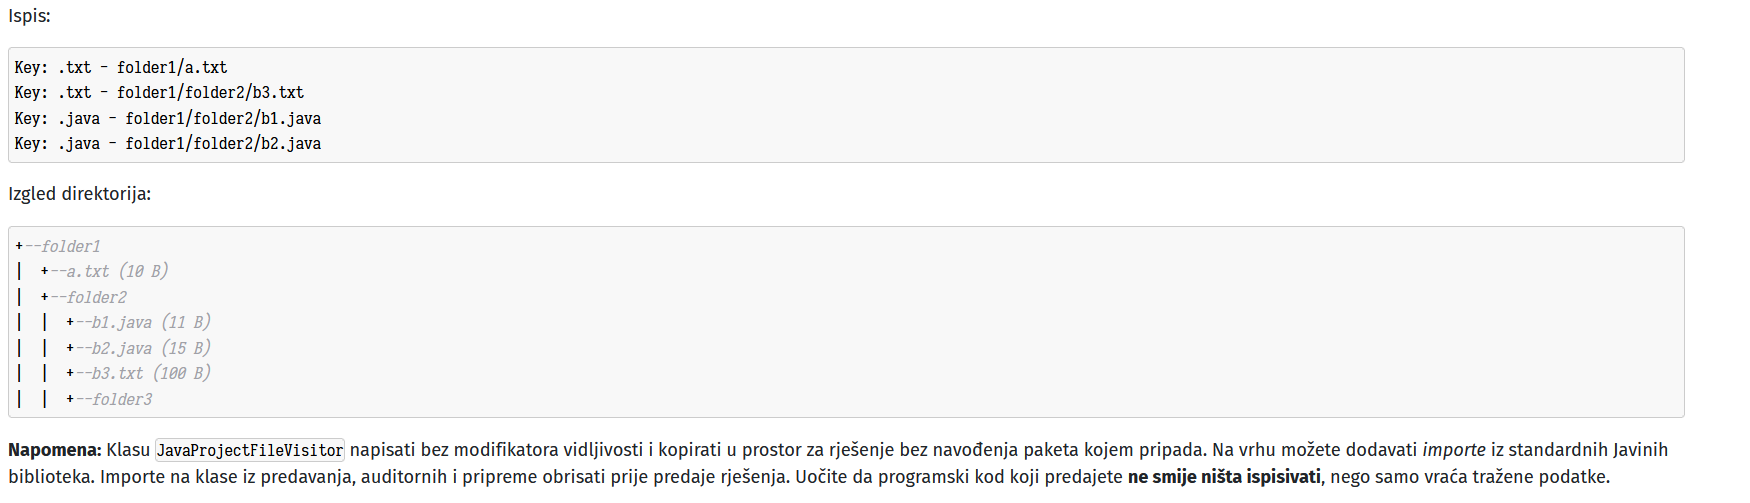 Ispis:
Key: .txt - folder1/a.txt
Key: .txt - folder1/folder2/b3.txt
Key: .java - folder1/folder2/b1.java
Key: .java - folder1/folder2/b2.java
Izgled direktorija:
+--folder1
|  +--a.txt (10 B)
|  +--folder2
|  |  +--b1.java (11 B)
|  |  +--b2.java (15 B)
|  |  +--b3.txt (100 B)
|  |  +--folder3
Napomena: Klasu JavaProjectFileVisitor napisati bez modifikatora vidljivosti i kopirati u prostor za rješenje bez navođenja paketa kojem pripada. Na vrhu možete dodavati importe iz standardnih Javinih
biblioteka. Importe na klase iz predavanja, auditornih i pripreme obrisati prije predaje rješenja. Uočite da programski kod koji predajete ne smije ništa ispisivati, nego samo vraća tražene podatke.